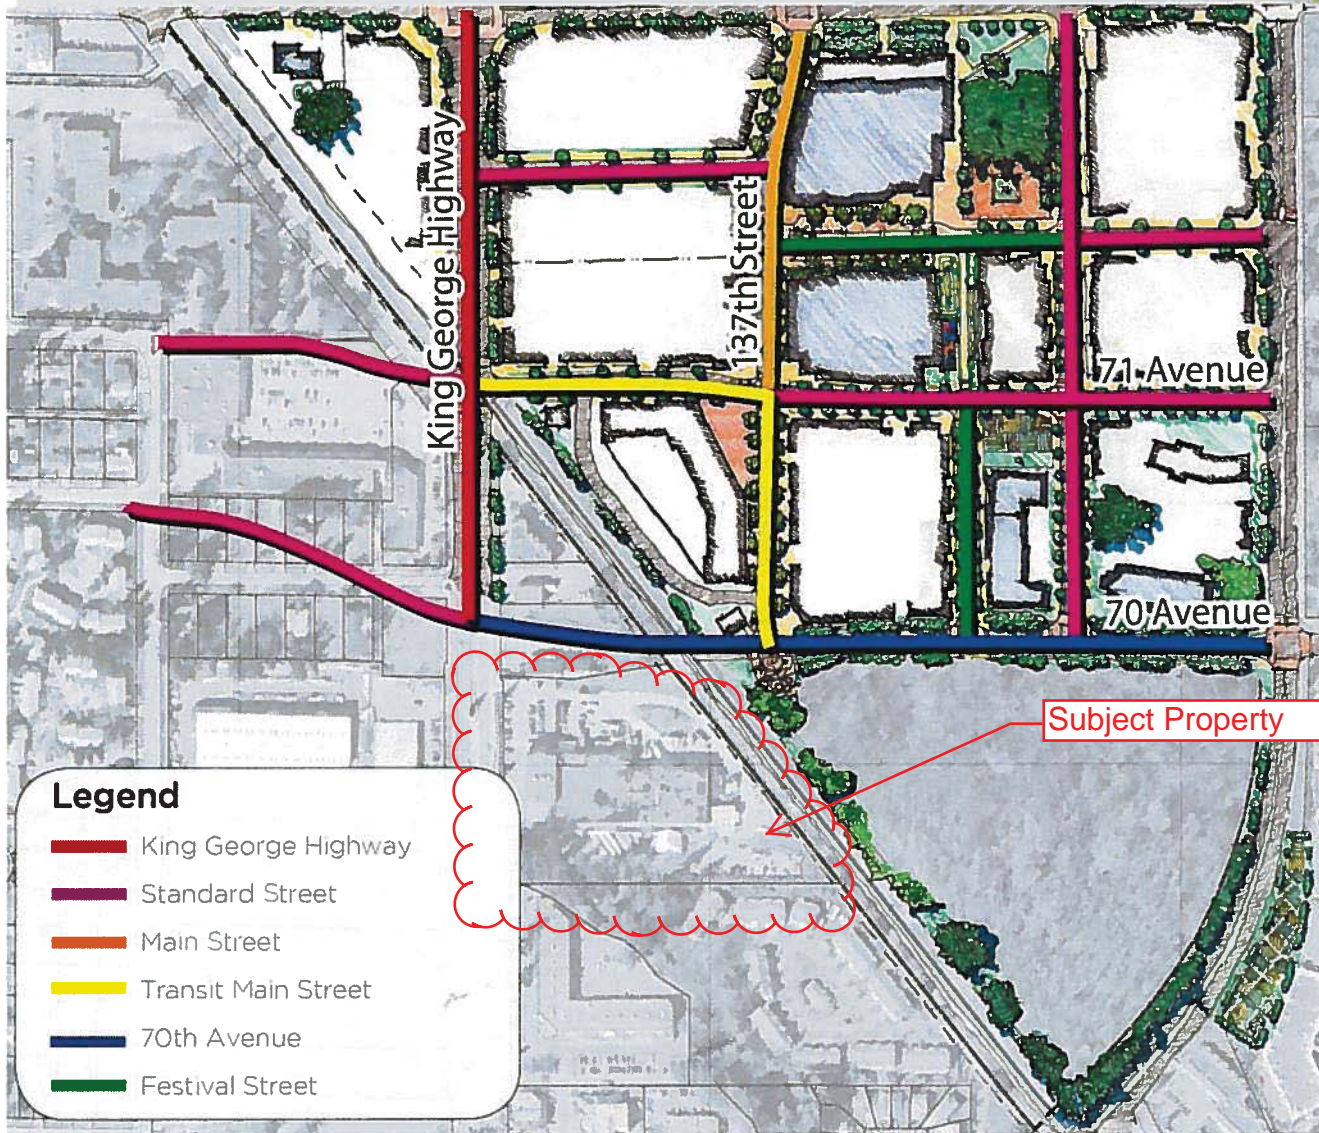 King George Highway
137th Street
71 Avenue
70 Avenue
Subject Property
Legend
King George Highway
Standard Street
Main Street
Transit Main Street
70th Avenue
Festival Street